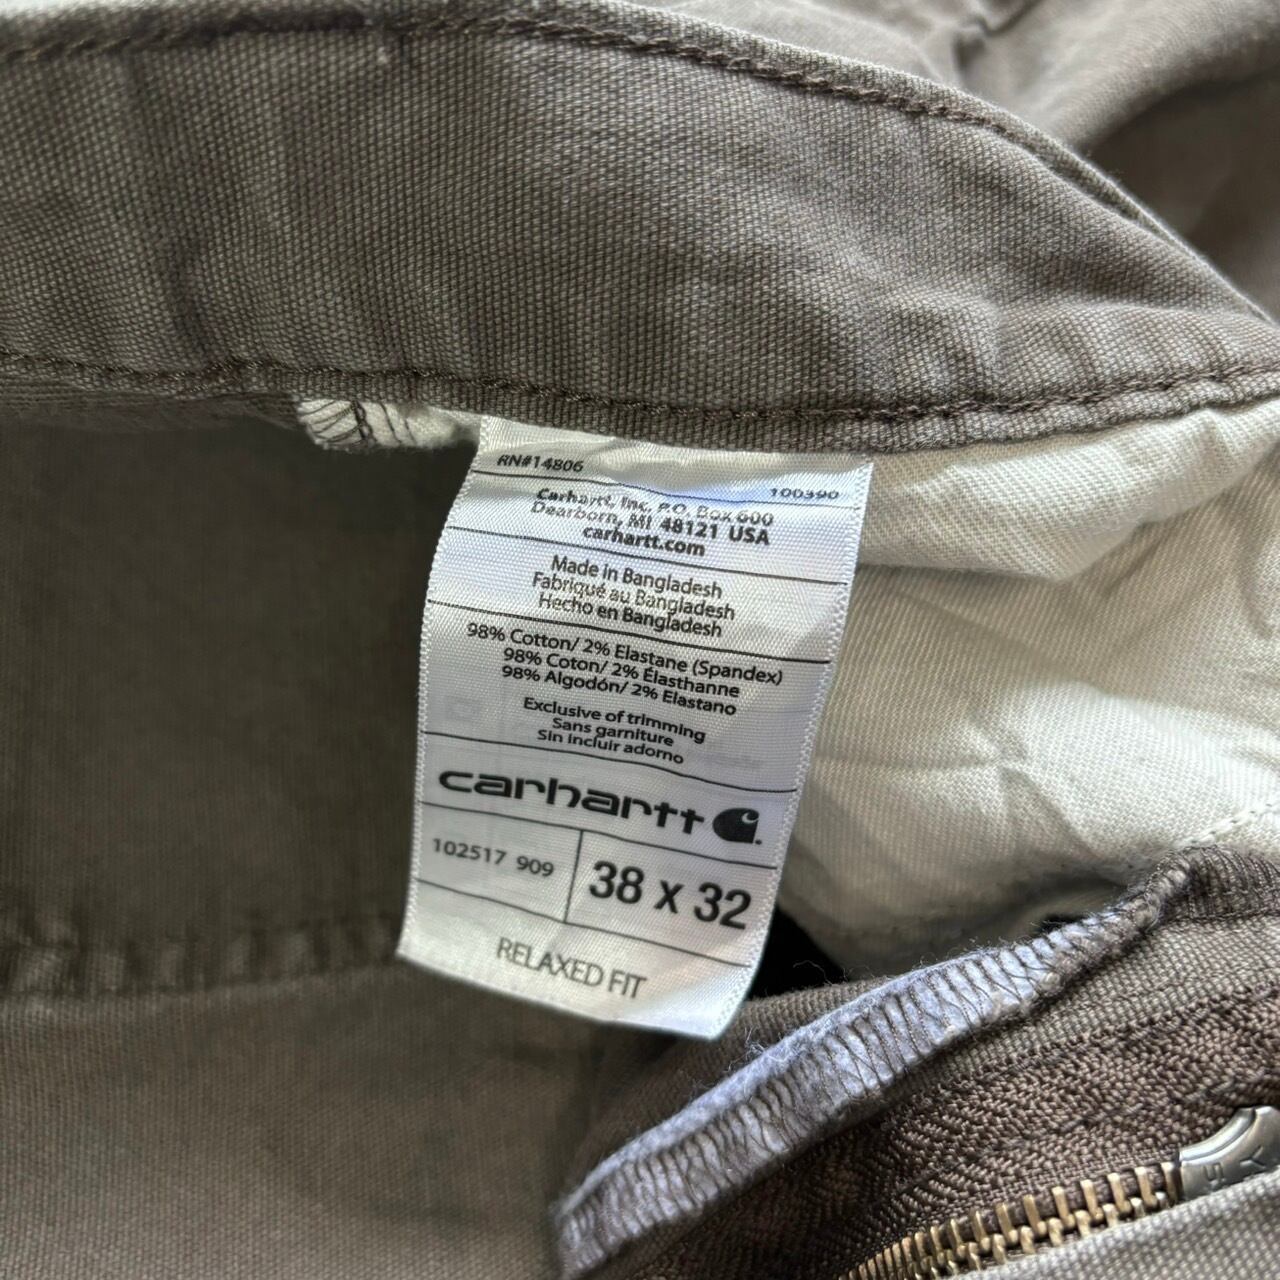 RN#14806
100390
Carhartt, Inc. P.O. Box 600
Dearborn, MI 48121 USA
carhartt.com
Made in Bangladesh
Fabriqué au Bangladesh
Hecho en Bangladesh
98% Cotton/ 2% Elastane (Spandex)
98% Coton/ 2% Élasthanne
98% Algodón/ 2% Elastano
Exclusive of trimming
Sans garniture
Sin incluir adorno
carhartt
102517 909
38 x 32
RELAXED FIT